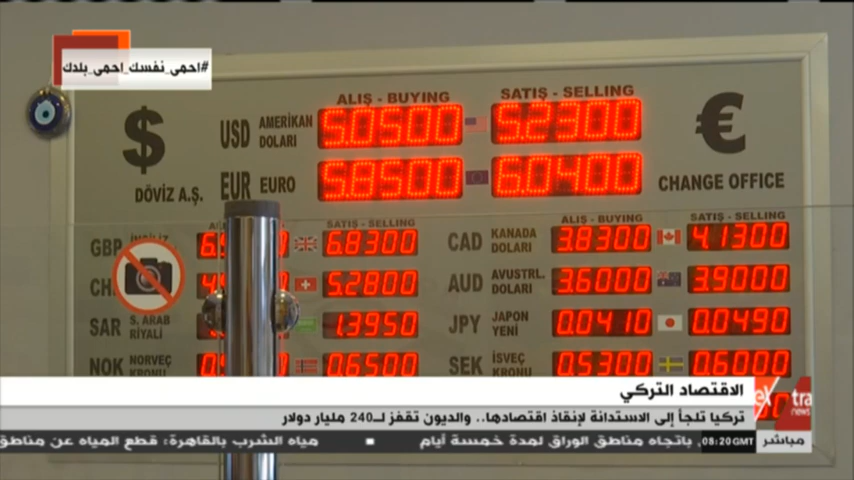 #احمى_نفسك_احمى_بلدك
ALIŞ - BUYING
SATIŞ - SELLING
$
USD AMERİKAN DOLARI 5.0500 5.2300
€
EUR EURO 5.8500 6.0400
DÖVİZ A.Ş.
CHANGE OFFICE
SATIŞ - SELLING
ALIŞ - BUYING
SATIŞ - SELLING
GBP 6.8300
CAD KANADA DOLARI 3.8300 4.1300
5.2800
AUD AVUSTRL. DOLARI 3.6000 3.9000
SAR S. ARAB RİYALİ 1.3950
JPY JAPON YENİ 0.0410 0.0490
NOK NORVEÇ KRONU 0.6500
SEK İSVEÇ KRONU 0.5300 0.6000
الاقتصاد التركي
تركيا تلجأ إلى الاستدانة لإنقاذ اقتصادها.. والديون تقفز لــ240 مليار دولار
extra news
مباشر
08:20GMT
باتجاه مناطق الوراق لمدة خمسة أيام
مياه الشرب بالقاهرة: قطع المياه عن مناطق